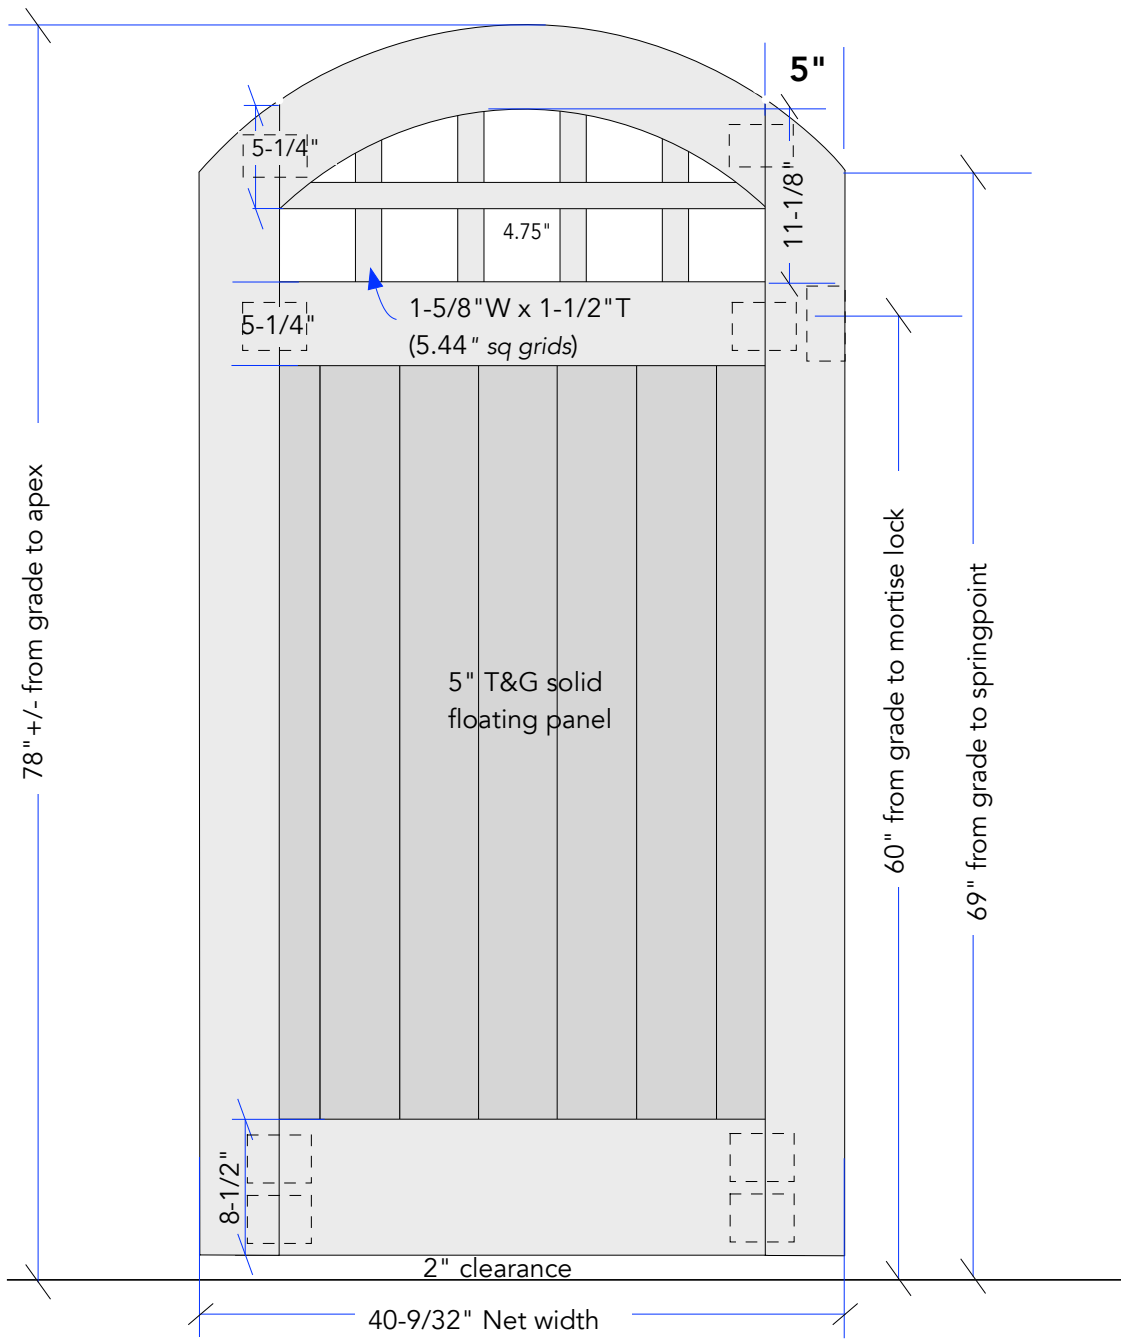 5"
5-1/4"
11-1/8"
4.75"
1-5/8"W x 1-1/2"T
(5.44" sq grids)
5-1/4"
78"+/- from grade to apex
60" from grade to mortise lock
69" from grade to springpoint
5" T&G solid
floating panel
8-1/2"
2" clearance
40-9/32" Net width